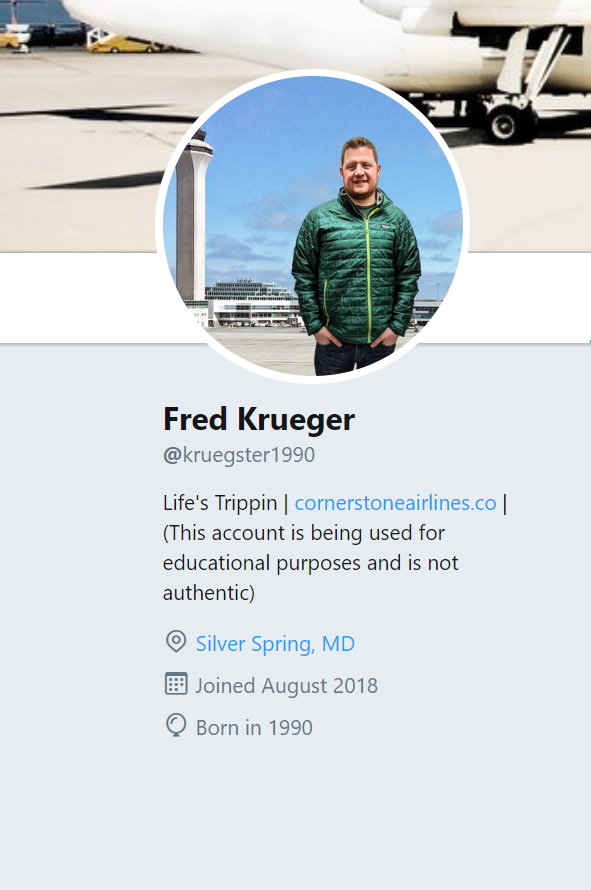 Fred Krueger
@kruegster1990
Life's Trippin | cornerstoneairlines.co |
(This account is being used for
educational purposes and is not
authentic)
Silver Spring, MD
Joined August 2018
Born in 1990